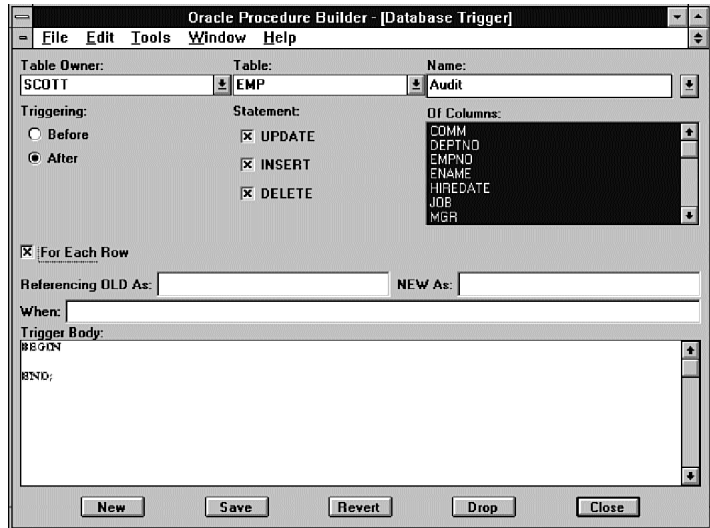 Oracle Procedure Builder - [Database Trigger]
File Edit Tools Window Help
Table Owner: Table: Name:
SCOTT EMP Audit
Triggering: Statement: Of Columns:
Before UPDATE COMM
After INSERT DEPTNO
DELETE EMPNO
ENAME
HIREDATE
JOB
MGR
For Each Row
Referencing OLD As: NEW As:
When:
Trigger Body:
BEGIN
END;
New Save Revert Drop Close